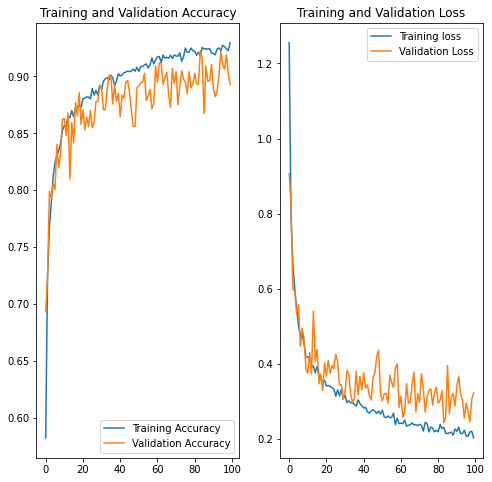 Training and Validation Accuracy
0.90
0.85
0.80
0.75
0.70
0.65
0.60
0 20 40 60 80 100
Training Accuracy
Validation Accuracy
Training and Validation Loss
Training loss
Validation Loss
1.2
1.0
0.8
0.6
0.4
0.2
0 20 40 60 80 100